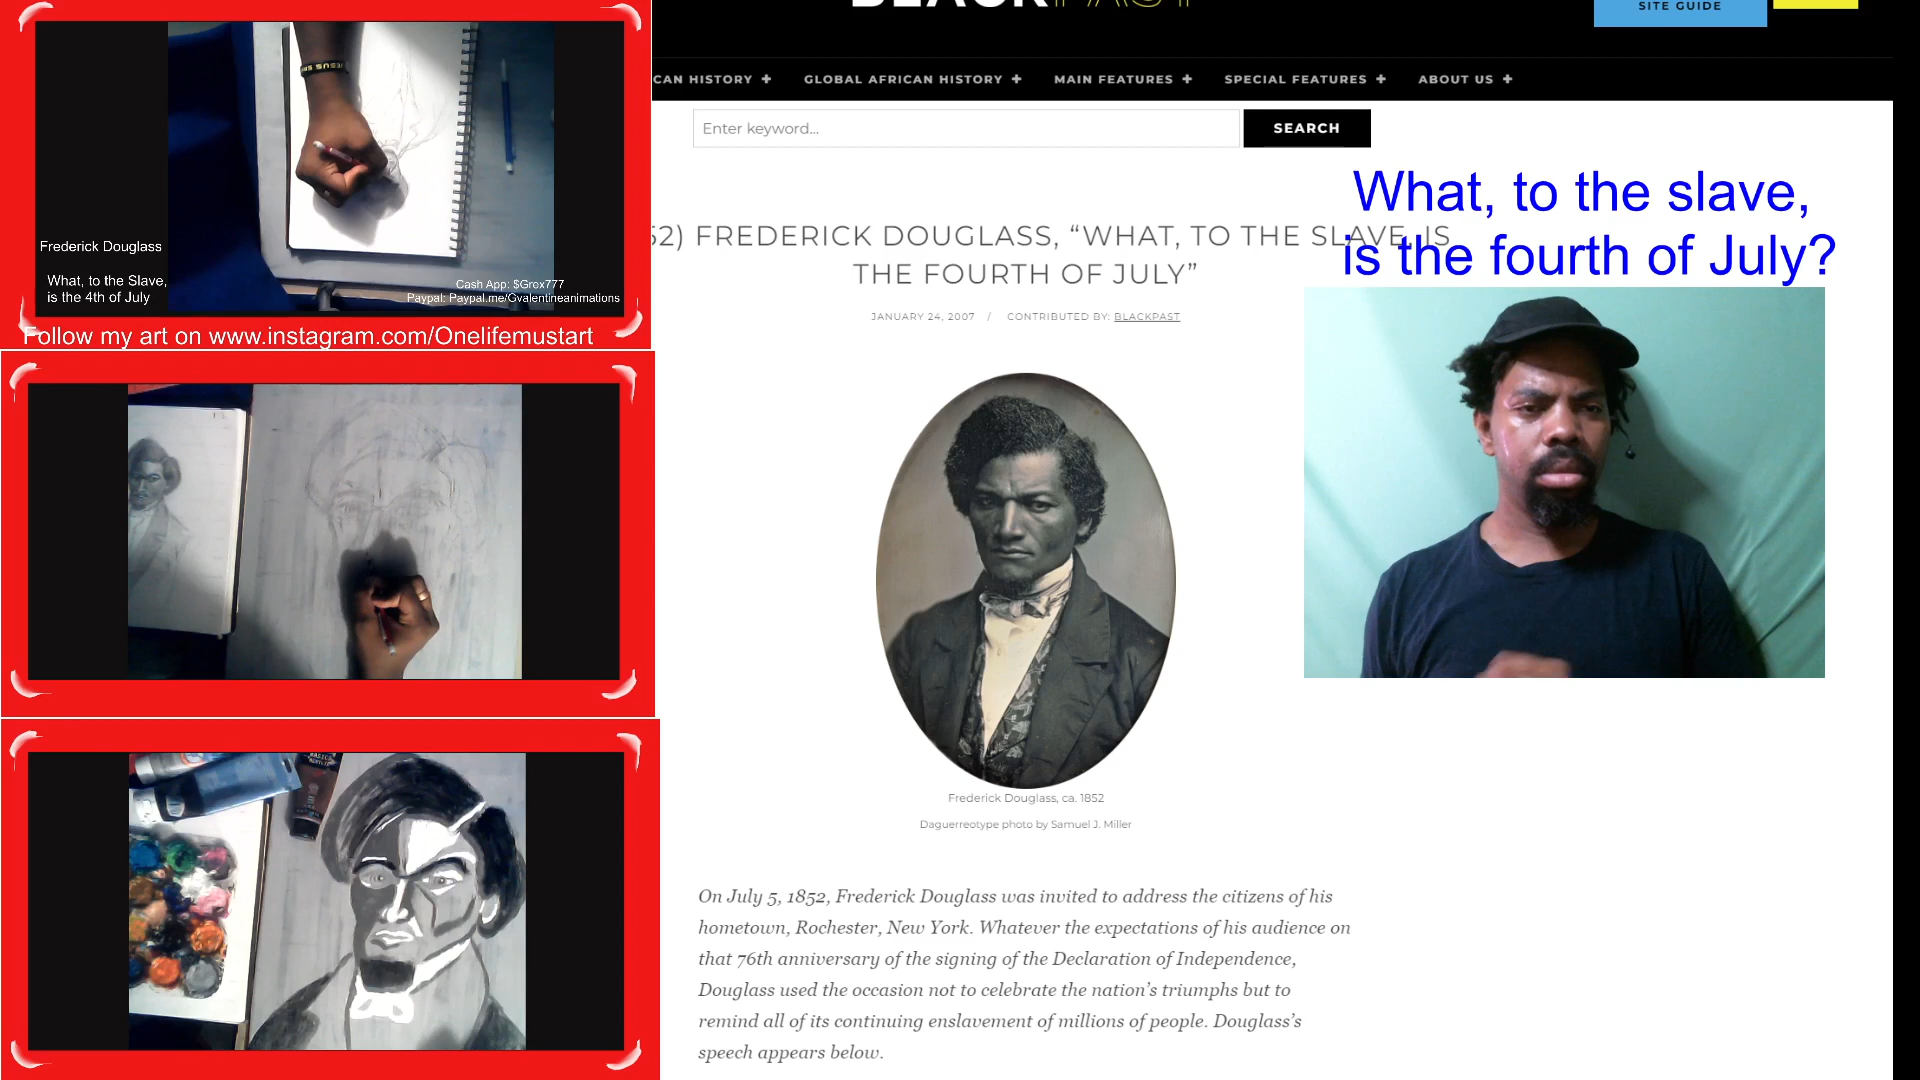 BLACKPAST
SITE GUIDE
CAN HISTORY +
GLOBAL AFRICAN HISTORY +
MAIN FEATURES +
SPECIAL FEATURES +
ABOUT US +
Enter keyword...
SEARCH
52) FREDERICK DOUGLASS, “WHAT, TO THE SLAVE, IS
THE FOURTH OF JULY”
JANUARY 24, 2007 / CONTRIBUTED BY: BLACKPAST
What, to the slave,
is the fourth of July?
Frederick Douglass
What, to the Slave,
is the 4th of July
Cash App: $Grox777
Paypal: Paypal.me/Gvalentineanimations
Follow my art on www.instagram.com/Onelifemustart
Frederick Douglass, ca. 1852
Daguerreotype photo by Samuel J. Miller
On July 5, 1852, Frederick Douglass was invited to address the citizens of his
hometown, Rochester, New York. Whatever the expectations of his audience on
that 76th anniversary of the signing of the Declaration of Independence,
Douglass used the occasion not to celebrate the nation’s triumphs but to
remind all of its continuing enslavement of millions of people. Douglass’s
speech appears below.